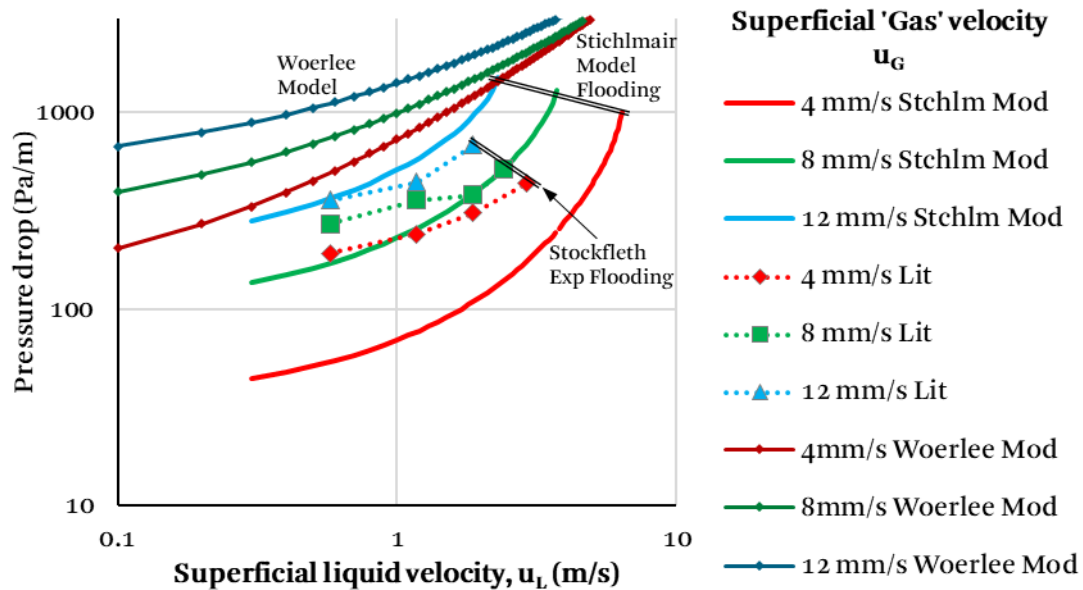 Superficial 'Gas' velocity
u_G
Woerlee
Model
Stichlmair
Model
Flooding
1000
4 mm/s Stchlm Mod
8 mm/s Stchlm Mod
12 mm/s Stchlm Mod
Pressure drop (Pa/m)
Stockfleth
Exp Flooding
4 mm/s Lit
100
8 mm/s Lit
12 mm/s Lit
4mm/s Woerlee Mod
10
8mm/s Woerlee Mod
0.1
1
10
12 mm/s Woerlee Mod
Superficial liquid velocity, u_L (m/s)